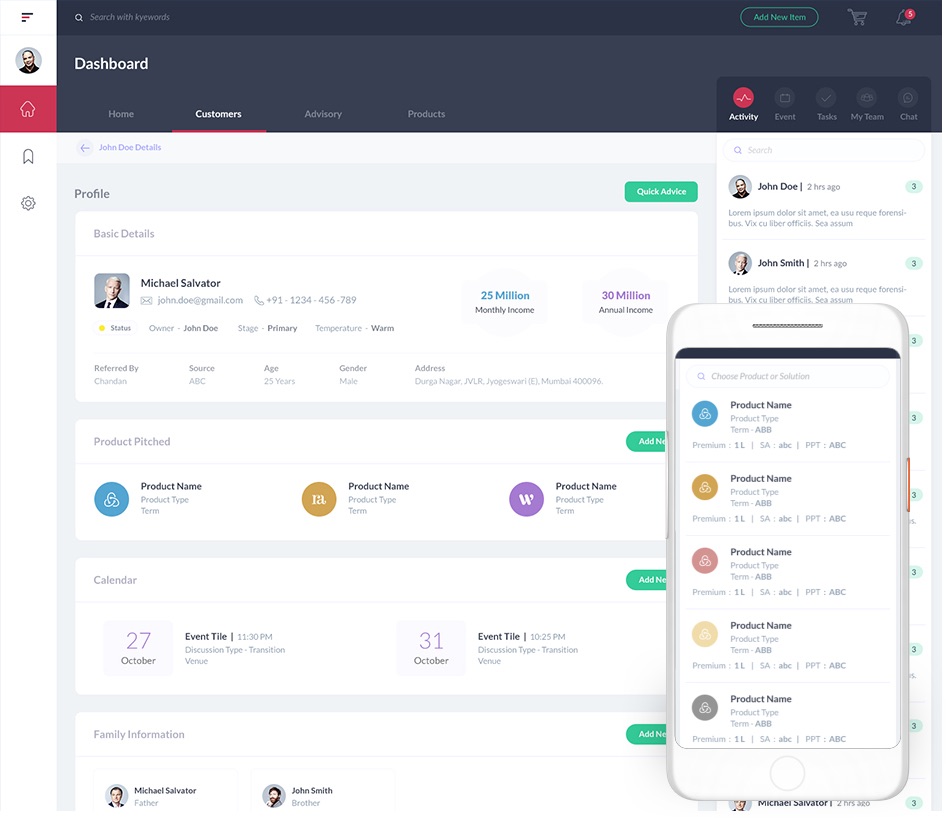 Search with kyewords
Add New Item
5
Dashboard
Home
Customers
Advisory
Products
Activity
Event
Tasks
My Team
Chat
John Doe Details
Search
Profile
Quick Advice
John Doe | 2 hrs ago
3
Lorem ipsum dolor sit amet, ea usu reque forensi-
bus. Vix cu liber officiis. Sea assum
John Smith | 2 hrs ago
3
Lorem ipsum dolor sit amet, ea usu reque forensi-
bus. Vix cu liber officiis. Sea assum
3
3
3
3
3
3
3
Michael Salvator | 2 hrs ago
Basic Details
Michael Salvator
john.doe@gmail.com
+91 - 1234 - 456 -789
25 Million
Monthly Income
30 Million
Annual Income
Status
Owner - John Doe
Stage - Primary
Temperature - Warm
Referred By
Chandan
Source
ABC
Age
25 Years
Gender
Male
Address
Durga Nagar, JVLR, Jyogeswari (E), Mumbai 400096.
Product Pitched
Add Ne
Product Name
Product Type
Term
ra
Product Name
Product Type
Term
w
Product Name
Product Type
Term
Calendar
Add Ne
27
October
Event Tile | 11:30 PM
Discussion Type - Transition
Venue
31
October
Event Tile | 10:25 PM
Discussion Type - Transition
Venue
Family Information
Add Ne
Michael Salvator
Father
John Smith
Brother
Choose Product or Solution
Product Name
Product Type
Term - ABB
Premium : 1 L | SA : abc | PPT : ABC
Product Name
Product Type
Term - ABB
Premium : 1 L | SA : abc | PPT : ABC
Product Name
Product Type
Term - ABB
Premium : 1 L | SA : abc | PPT : ABC
Product Name
Product Type
Term - ABB
Premium : 1 L | SA : abc | PPT : ABC
Product Name
Product Type
Term - ABB
Premium : 1 L | SA : abc | PPT : ABC